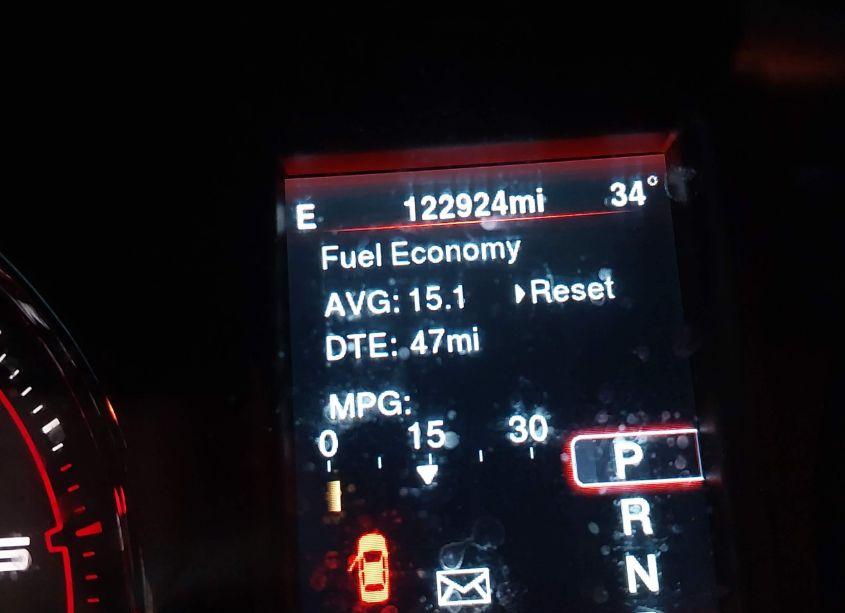 E 122924mi 34°
Fuel Economy
AVG: 15.1 Reset
DTE: 47mi
MPG:
0 15 30
P
R
N